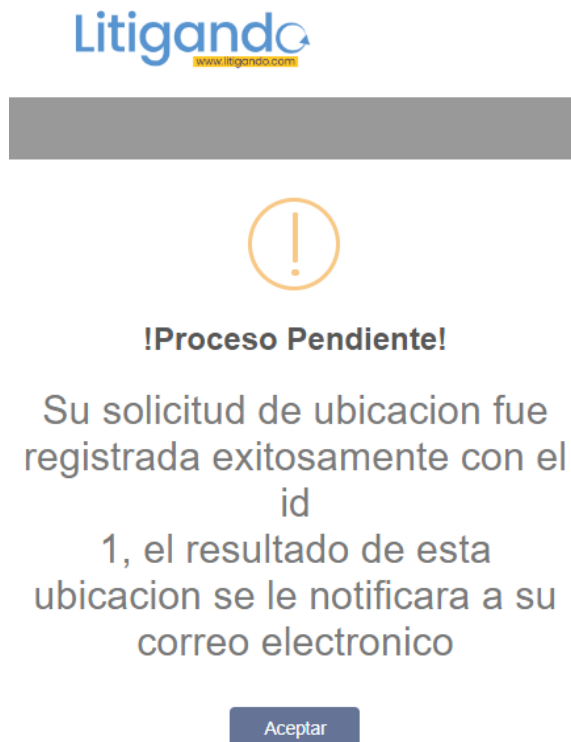 Litigando
www.litigando.com
!Proceso Pendiente!
Su solicitud de ubicacion fue
registrada exitosamente con el
id
1, el resultado de esta
ubicacion se le notificara a su
correo electronico
Aceptar